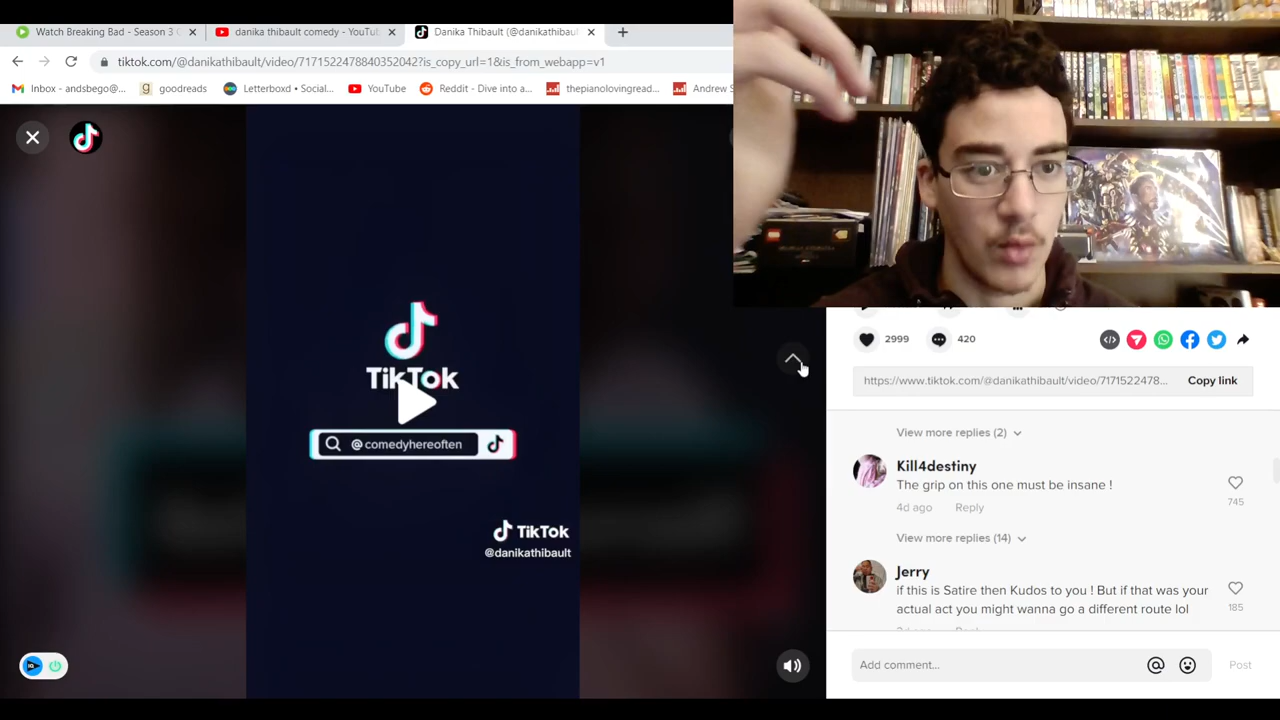 Watch Breaking Bad - Season 3
danika thibault comedy - YouTu
Danika Thibault (@danikathibaul
tiktok.com/@danikathibault/video/7171522478840352042?is_copy_url=1&is_from_webapp=v1
Inbox - andsbego@...
goodreads
Letterboxd • Social...
YouTube
Reddit - Dive into a...
thepianolovingread...
Andrew S
TikTok
@comedyhereoften
TikTok
@danikathibault
2999
420
https://www.tiktok.com/@danikathibault/video/7171522478...
Copy link
View more replies (2)
Kill4destiny
The grip on this one must be insane !
4d ago
Reply
745
View more replies (14)
Jerry
if this is Satire then Kudos to you ! But if that was your
actual act you might wanna go a different route lol
185
Add comment...
Post